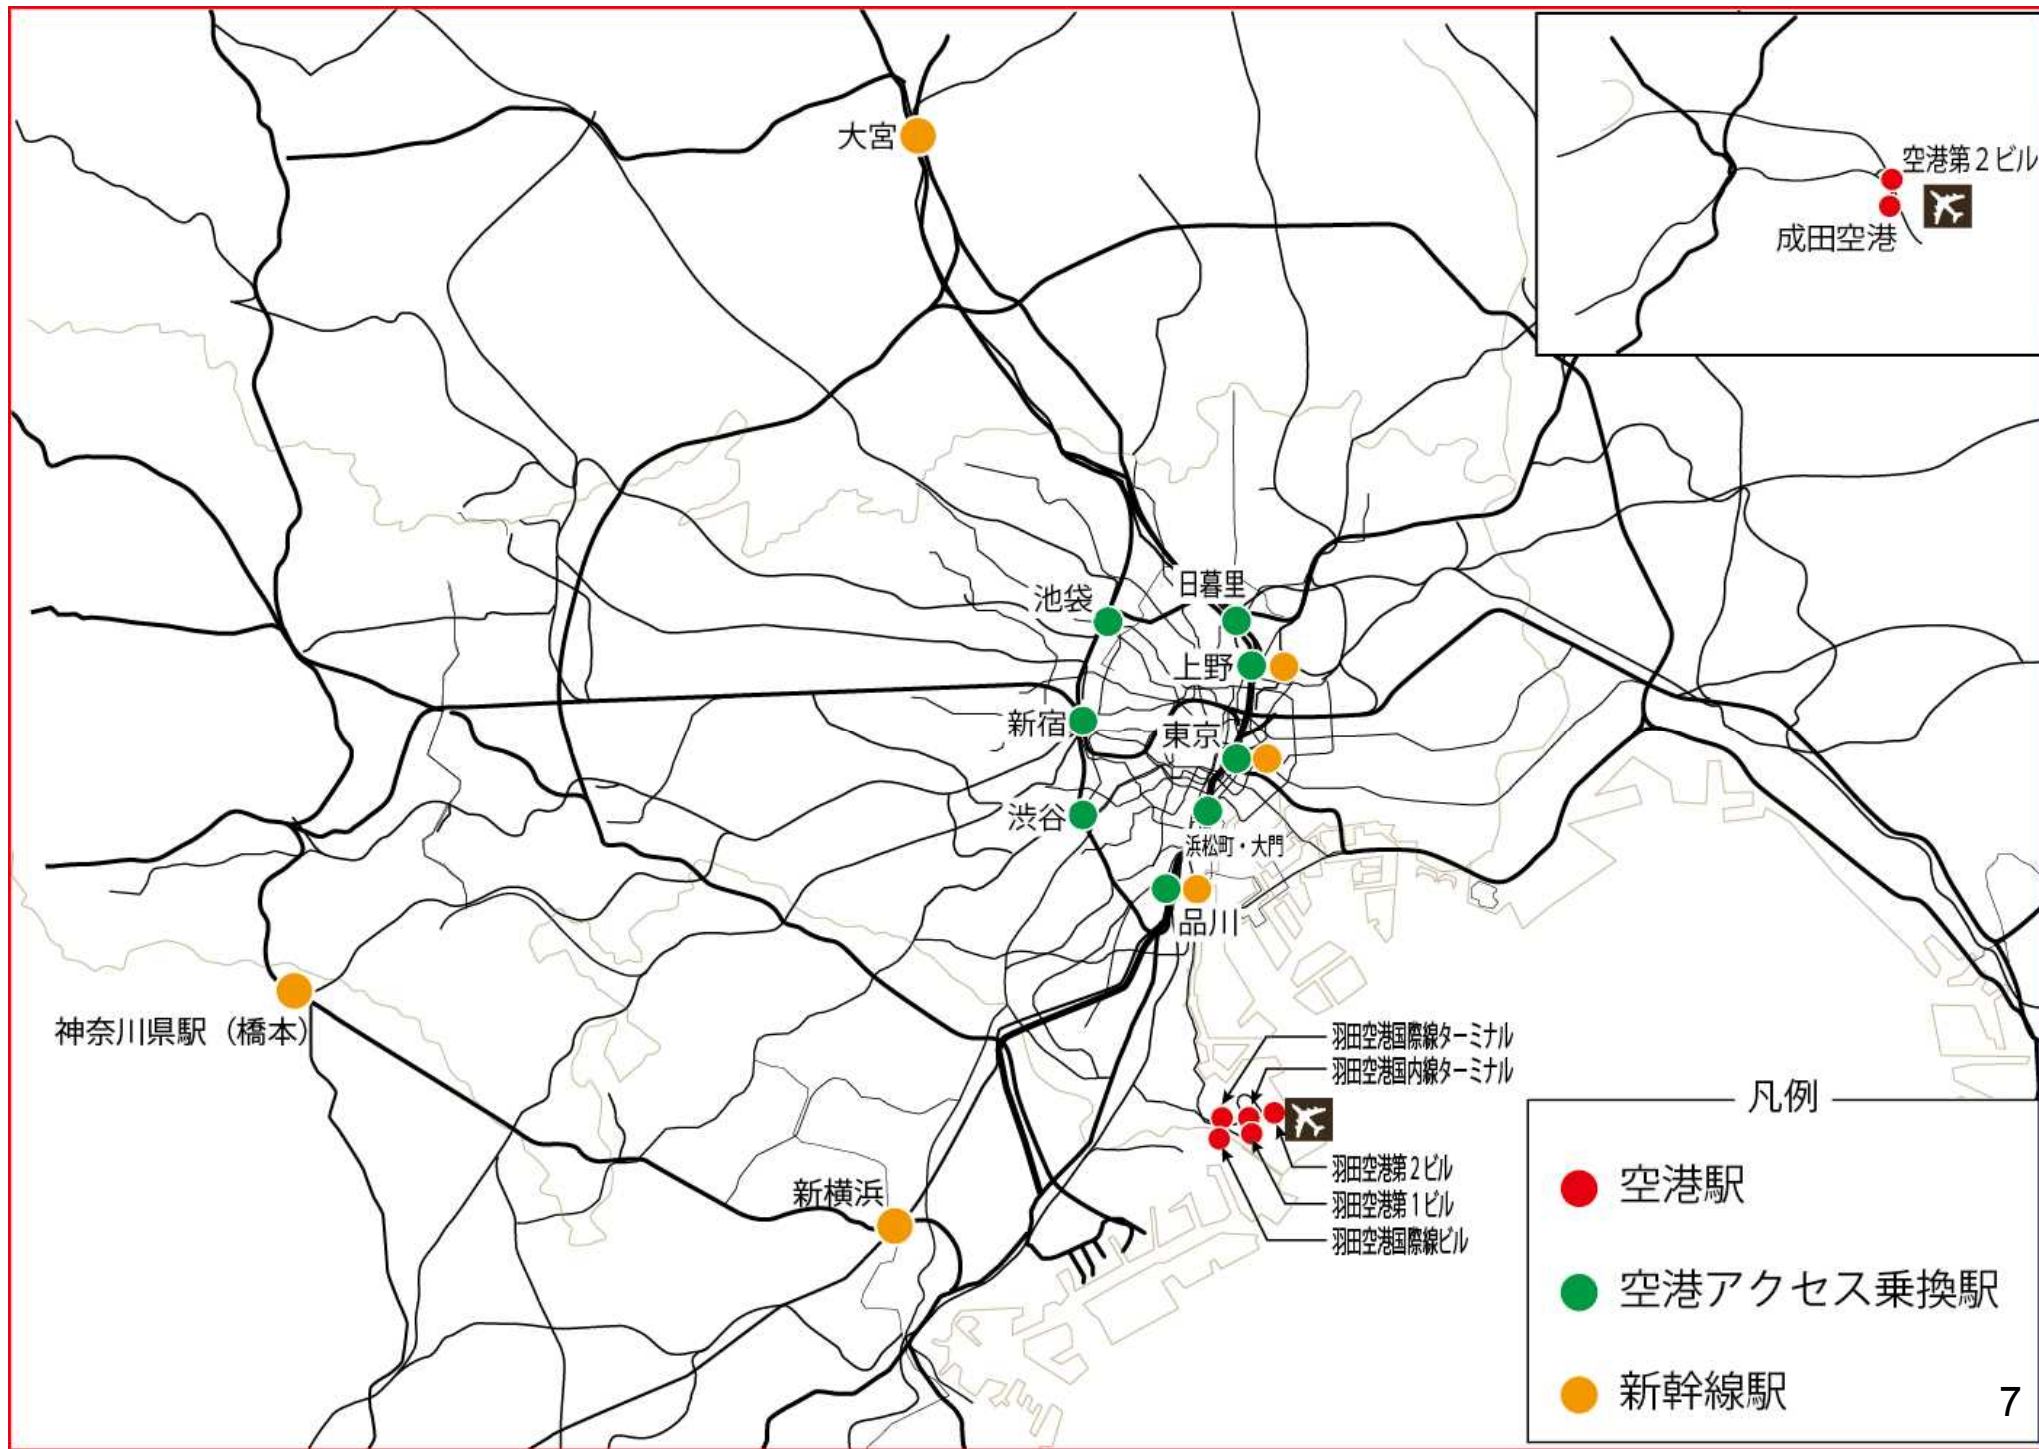 大宮
空港第2ビル
成田空港
池袋
日暮里
上野
新宿
東京
渋谷
浜松町・大門
品川
神奈川県駅（橋本）
羽田空港国際線ターミナル
羽田空港国内線ターミナル
羽田空港第2ビル
羽田空港第1ビル
羽田空港国際線ビル
新横浜
凡例
空港駅
空港アクセス乗換駅
新幹線駅
7